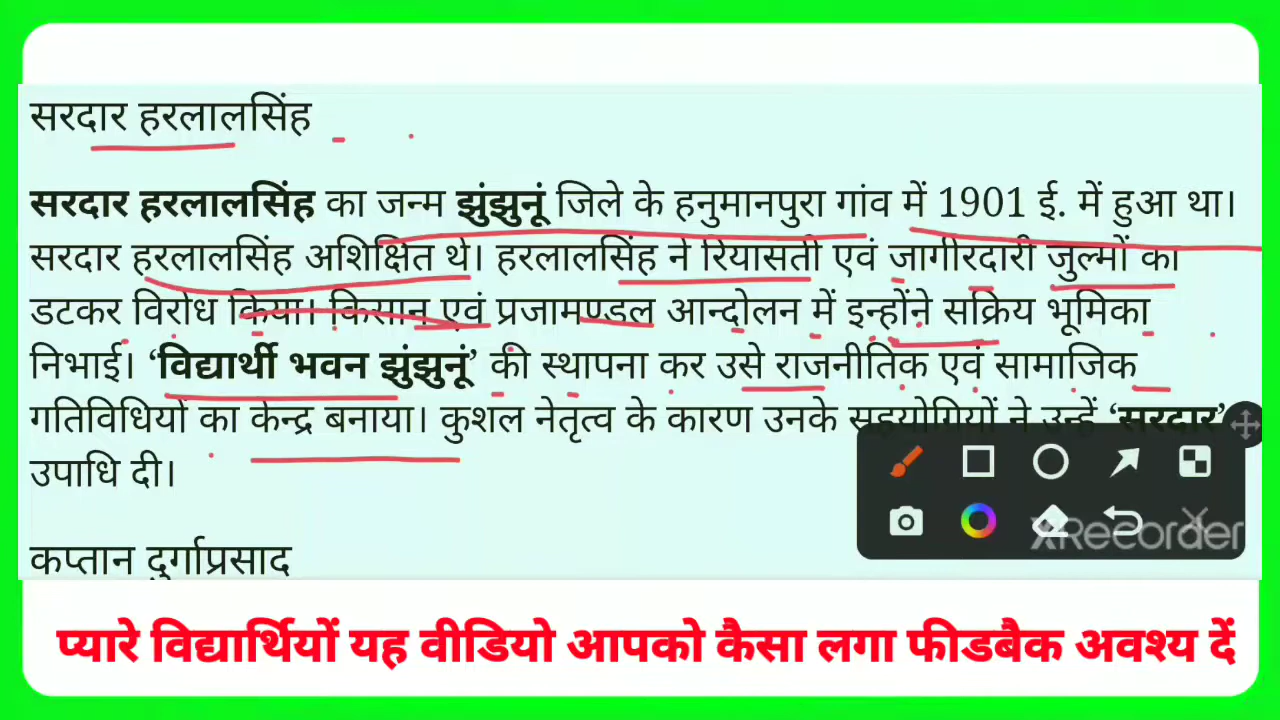 सरदार हरलालसिंह
सरदार हरलालसिंह का जन्म झुंझुनूं जिले के हनुमानपुरा गांव में 1901 ई. में हुआ था।
सरदार हरलालसिंह अशिक्षित थे। हरलालसिंह ने रियासती एवं जागीरदारी जुल्मों का
डटकर विरोध किया। किसान एवं प्रजामण्डल आन्दोलन में इन्होंने सक्रिय भूमिका
निभाई। ‘विद्यार्थी भवन झुंझुनूं’ की स्थापना कर उसे राजनीतिक एवं सामाजिक
गतिविधियों का केन्द्र बनाया। कुशल नेतृत्व के कारण उनके सहयोगियों ने उन्हें ‘सरदार’
उपाधि दी।
XRecorder
कप्तान दुर्गाप्रसाद
प्यारे विद्यार्थियों यह वीडियो आपको कैसा लगा फीडबैक अवश्य दें